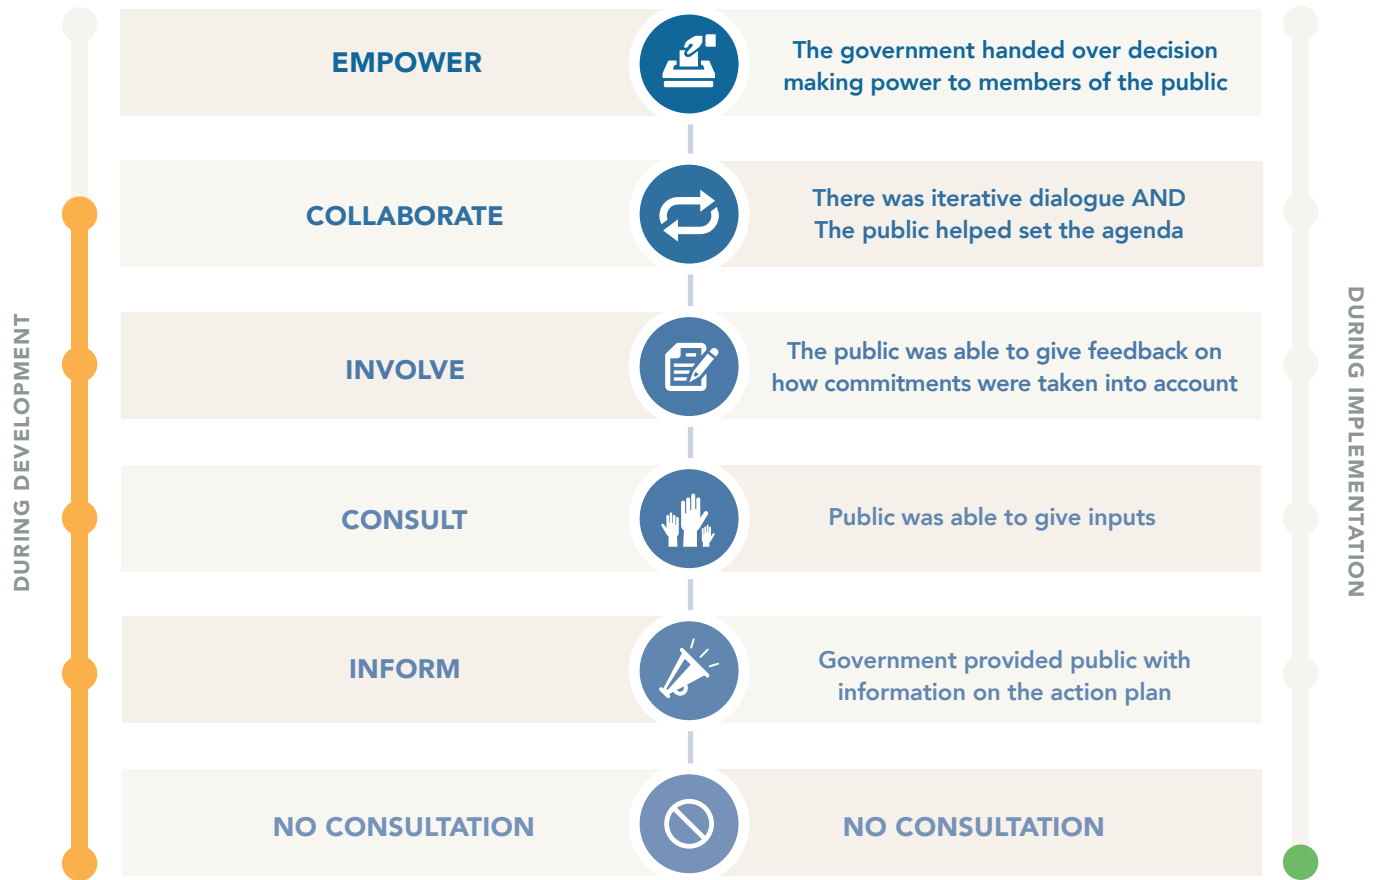 EMPOWER
The government handed over decision
making power to members of the public
COLLABORATE
There was iterative dialogue AND
The public helped set the agenda
INVOLVE
The public was able to give feedback on
how commitments were taken into account
CONSULT
Public was able to give inputs
INFORM
Government provided public with
information on the action plan
NO CONSULTATION
NO CONSULTATION
DURING DEVELOPMENT
DURING IMPLEMENTATION